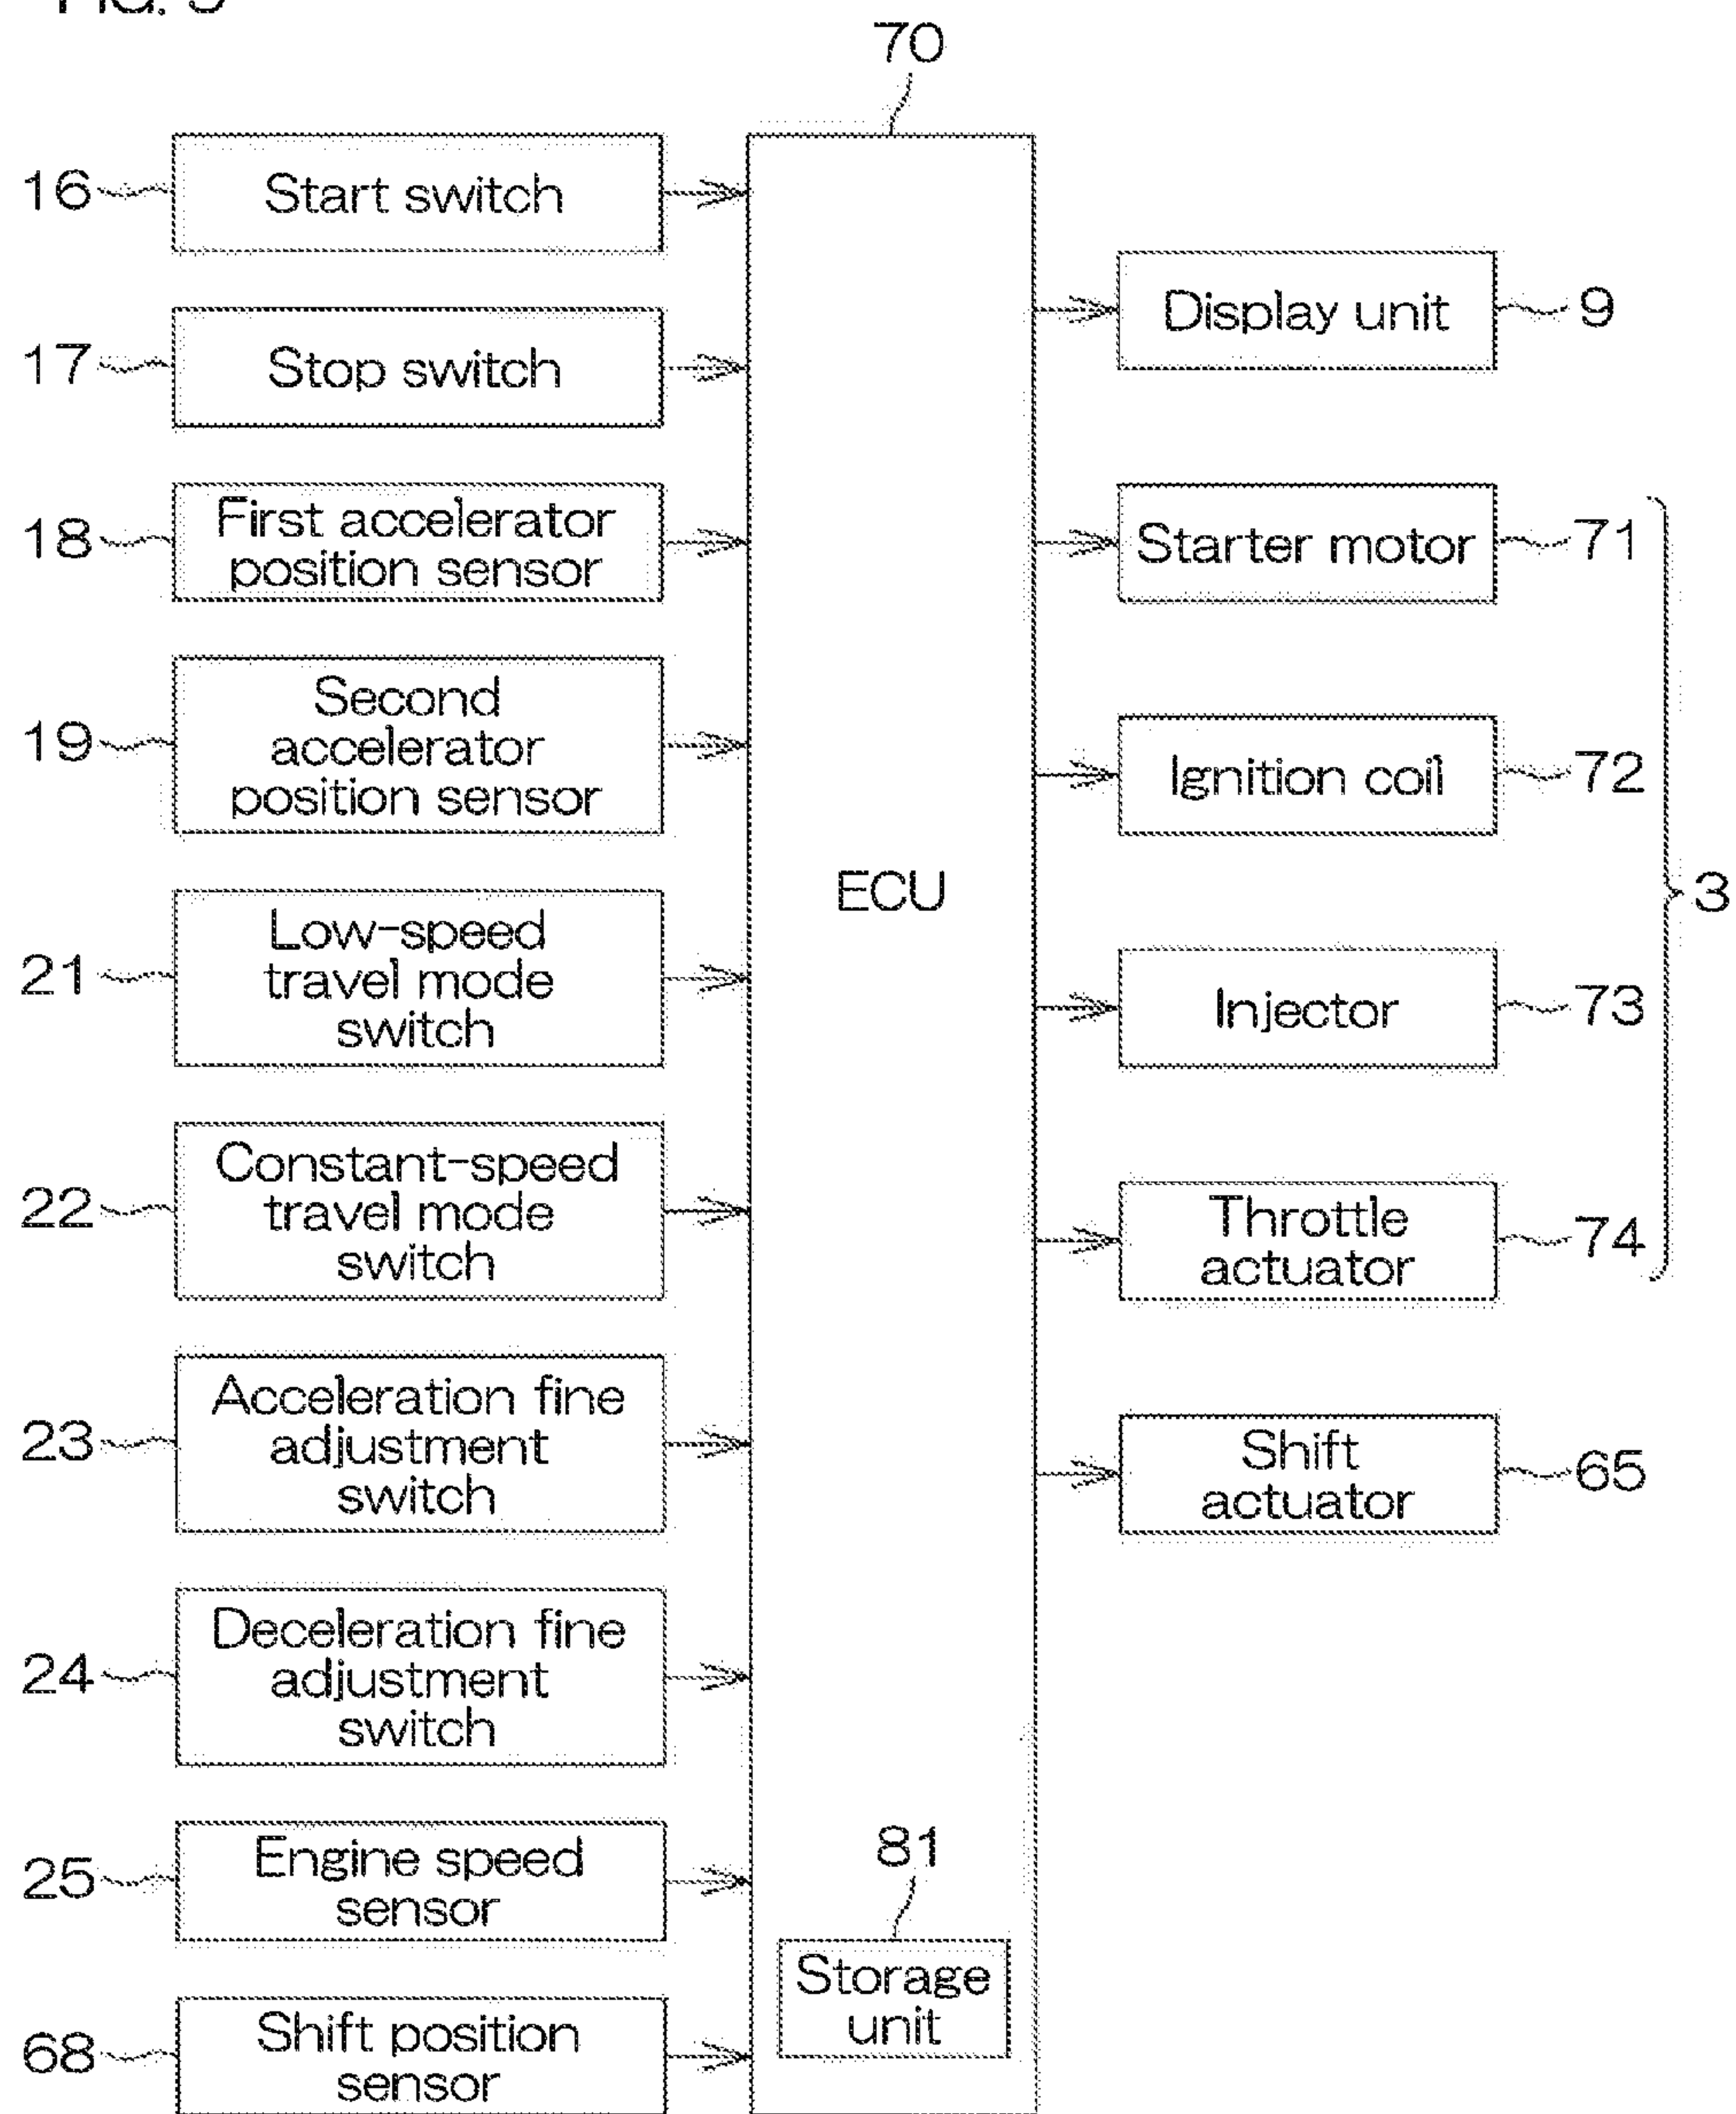 70
16
Start switch
17
Stop switch
18
First accelerator
position sensor
19
Second
accelerator
position sensor
21
Low-speed
travel mode
switch
22
Constant-speed
travel mode
switch
23
Acceleration fine
adjustment
switch
24
Deceleration fine
adjustment
switch
25
Engine speed
sensor
68
Shift position
sensor
ECU
81
Storage
unit
Display unit
9
Starter motor
71
Ignition coil
72
Injector
73
Throttle
actuator
74
3
Shift
actuator
65